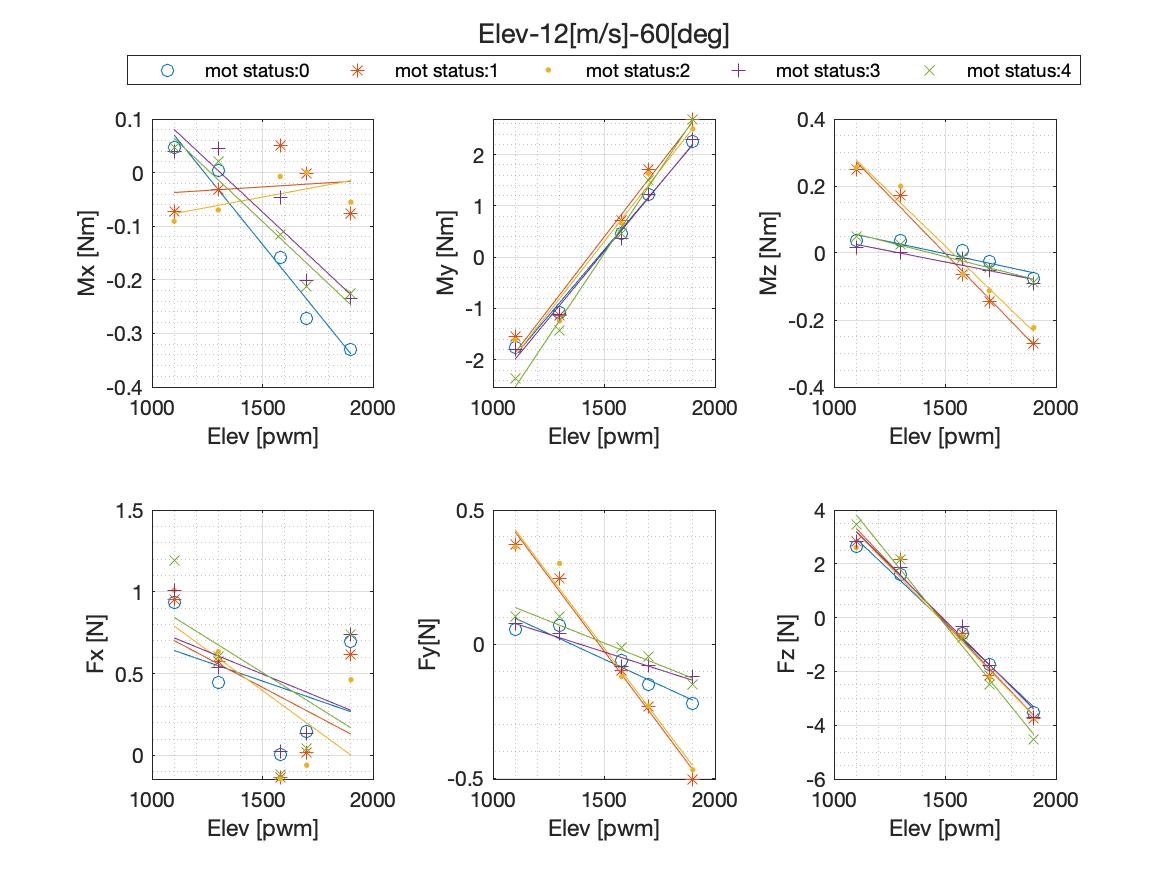 Elev-12[m/s]-60[deg]
mot status:0 mot status:1 mot status:2 mot status:3 mot status:4
0.1
0
-0.1
-0.2
-0.3
-0.4
Mx [Nm]
1000 1500 2000
Elev [pwm]
2
1
0
-1
-2
My [Nm]
1000 1500 2000
Elev [pwm]
0.4
0.2
0
-0.2
-0.4
Mz [Nm]
1000 1500 2000
Elev [pwm]
1.5
1
0.5
0
Fx [N]
1000 1500 2000
Elev [pwm]
0.5
0
-0.5
Fy[N]
1000 1500 2000
Elev [pwm]
4
2
0
-2
-4
-6
Fz [N]
1000 1500 2000
Elev [pwm]